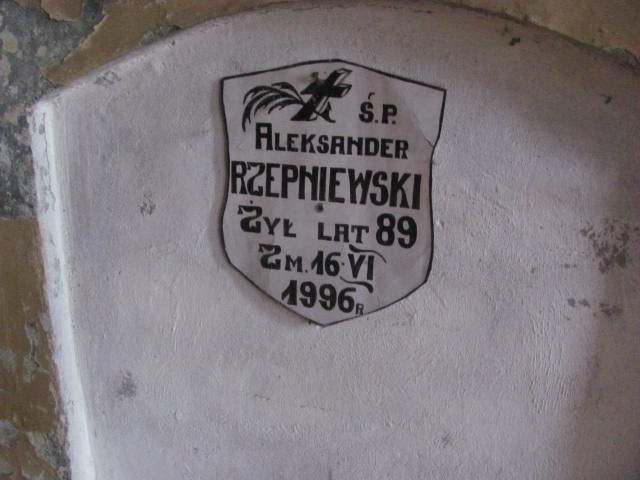 Ś.P.
ALEKSANDER
RZEPNIEWSKI
ŻYŁ LAT 89
ZM. 16 VI
1996R